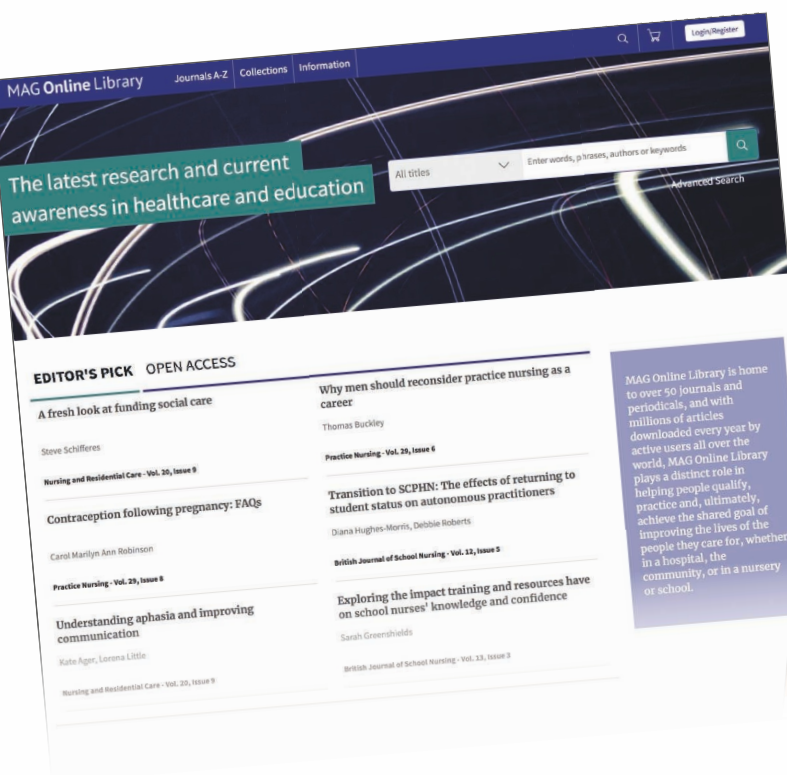 MAG Online Library
Journals A-Z
Collections
Information
Login/Register
The latest research and current
awareness in healthcare and education
All titles
Enter words, phrases, authors or keywords
Advanced Search
EDITOR'S PICK
OPEN ACCESS
A fresh look at funding social care
Steve Schifferes
Nursing and Residential Care - Vol. 20, Issue 9
Contraception following pregnancy: FAQs
Carol Marilyn Ann Robinson
Practice Nursing - Vol. 29, Issue 8
Understanding aphasia and improving
communication
Kate Ager, Lorena Little
Nursing and Residential Care - Vol. 20, Issue 9
Why men should reconsider practice nursing as a
career
Thomas Buckley
Practice Nursing - Vol. 29, Issue 6
Transition to SCPHN: The effects of returning to
student status on autonomous practitioners
Diana Hughes-Morris, Debbie Roberts
British Journal of School Nursing - Vol. 12, Issue 5
Exploring the impact training and resources have
on school nurses' knowledge and confidence
Sarah Greenshields
British Journal of School Nursing - Vol. 13, Issue 3
MAG Online Library is home
to over 50 journals and
periodicals, and with
millions of articles
downloaded every year by
active users all over the
world, MAG Online Library
plays a distinct role in
helping people qualify,
practice and, ultimately,
achieve the shared goal of
improving the lives of the
people they care for, whether
in a hospital, the
community, or in a nursery
or school.